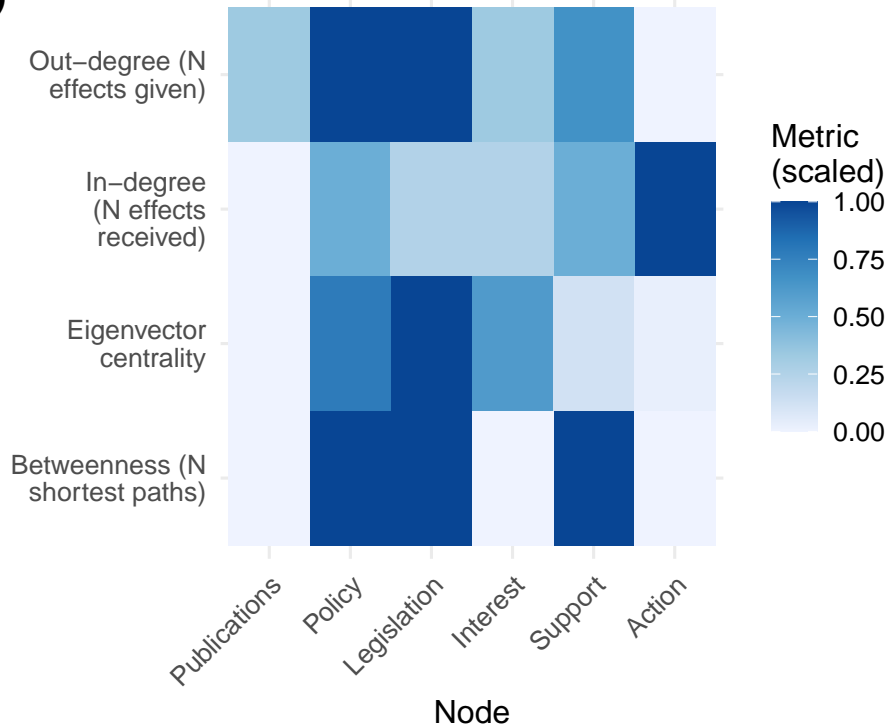 )
Out−degree (N
effects given)
In−degree
(N effects
received)
Eigenvector
centrality
Betweenness (N
shortest paths)
Publications
Policy
Legislation
Interest
Support
Action
Node
Metric
(scaled)
1.00
0.75
0.50
0.25
0.00